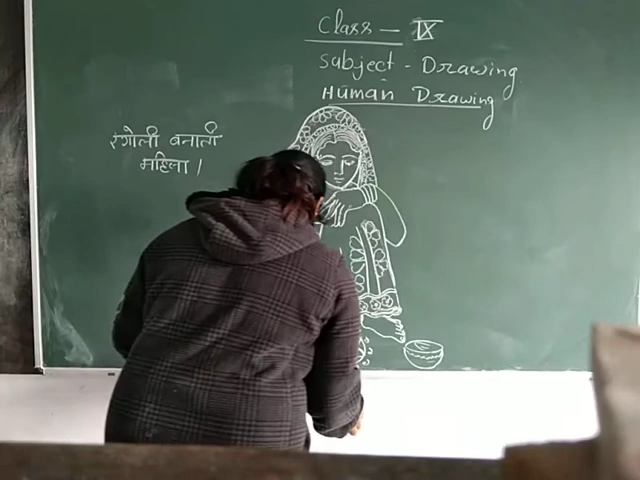 Class - IX
Subject - Drawing
Human Drawing
रंगोली बनाती
महिला।